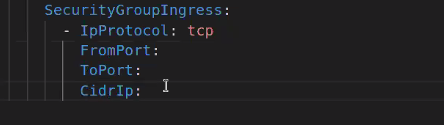 SecurityGroupIngress:
- IpProtocol: tcp
FromPort:
ToPort:
CidrIp: